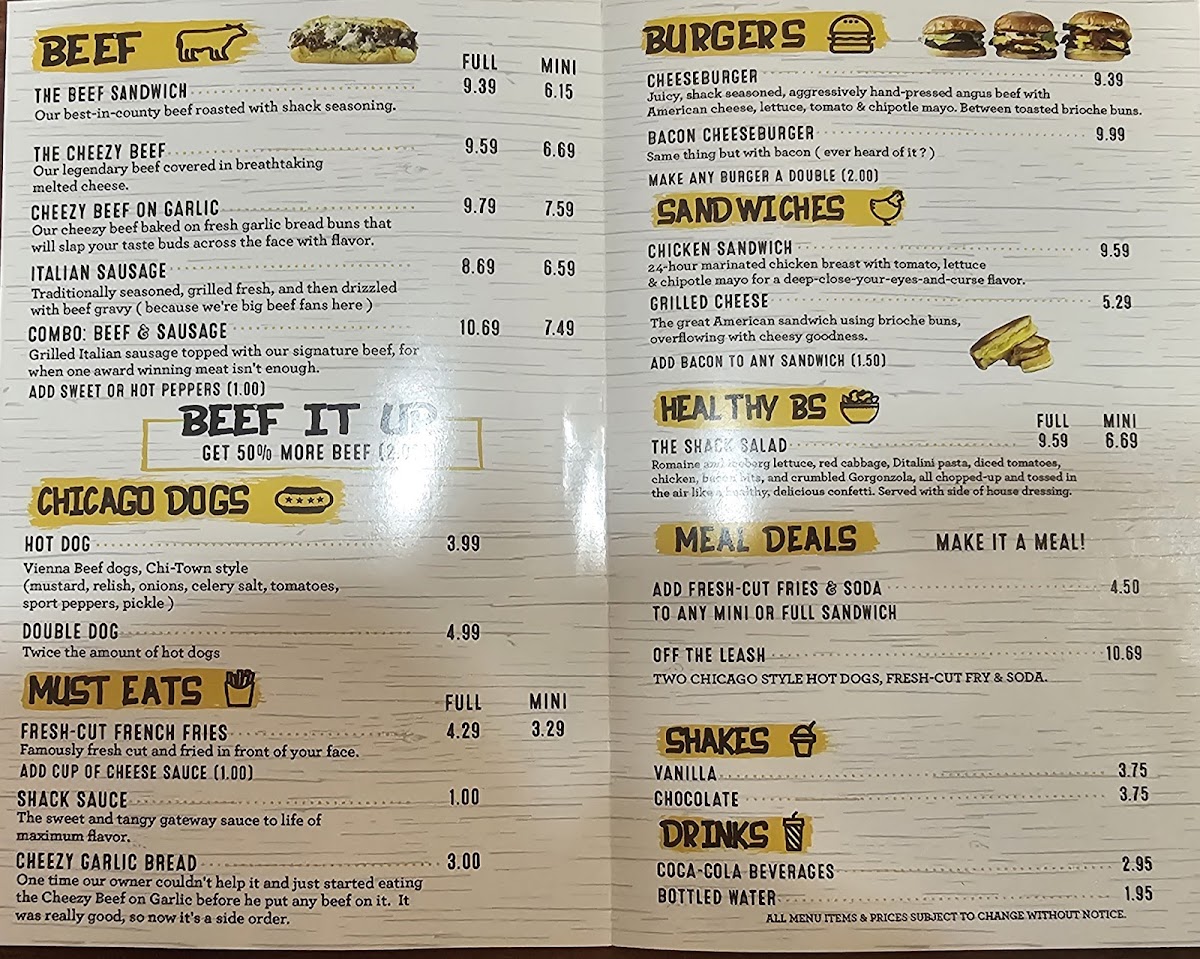 BEEF
FULL MINI
THE BEEF SANDWICH 9.39 6.15
Our best-in-county beef roasted with shack seasoning.
THE CHEEZY BEEF 9.59 6.69
Our legendary beef covered in breathtaking
melted cheese.
CHEEZY BEEF ON GARLIC 9.79 7.59
Our cheezy beef baked on fresh garlic bread buns that
will slap your taste buds across the face with flavor.
ITALIAN SAUSAGE 8.69 6.59
Traditionally seasoned, grilled fresh, and then drizzled
with beef gravy ( because we're big beef fans here )
COMBO: BEEF & SAUSAGE 10.69 7.49
Grilled Italian sausage topped with our signature beef, for
when one award winning meat isn't enough.
ADD SWEET OR HOT PEPPERS (1.00)
BEEF IT UP
GET 50% MORE BEEF
CHICAGO DOGS
HOT DOG 3.99
Vienna Beef dogs, Chi-Town style
(mustard, relish, onions, celery salt, tomatoes,
sport peppers, pickle )
DOUBLE DOG 4.99
Twice the amount of hot dogs
MUST EATS
FULL MINI
FRESH-CUT FRENCH FRIES 4.29 3.29
Famously fresh cut and fried in front of your face.
ADD CUP OF CHEESE SAUCE (1.00)
SHACK SAUCE 1.00
The sweet and tangy gateway sauce to life of
maximum flavor.
CHEEZY GARLIC BREAD 3.00
One time our owner couldn't help it and just started eating
the Cheezy Beef on Garlic before he put any beef on it. It
was really good, so now it's a side order.
BURGERS
CHEESEBURGER 9.39
Juicy, shack seasoned, aggressively hand-pressed angus beef with
American cheese, lettuce, tomato & chipotle mayo. Between toasted brioche buns.
BACON CHEESEBURGER 9.99
Same thing but with bacon ( ever heard of it ? )
MAKE ANY BURGER A DOUBLE (2.00)
SANDWICHES
CHICKEN SANDWICH 9.59
24-hour marinated chicken breast with tomato, lettuce
& chipotle mayo for a deep-close-your-eyes-and-curse flavor.
GRILLED CHEESE 5.29
The great American sandwich using brioche buns,
overflowing with cheesy goodness.
ADD BACON TO ANY SANDWICH (1.50)
HEALTHY BS
FULL MINI
THE SHACK SALAD 9.59 6.69
Romaine and iceberg lettuce, red cabbage, Ditalini pasta, diced tomatoes,
chicken, bacon bits, and crumbled Gorgonzola, all chopped-up and tossed in
the air like a healthy, delicious confetti. Served with side of house dressing.
MEAL DEALS MAKE IT A MEAL!
ADD FRESH-CUT FRIES & SODA 4.50
TO ANY MINI OR FULL SANDWICH
OFF THE LEASH 10.69
TWO CHICAGO STYLE HOT DOGS, FRESH-CUT FRY & SODA.
SHAKES
VANILLA 3.75
CHOCOLATE 3.75
DRINKS
COCA-COLA BEVERAGES 2.95
BOTTLED WATER 1.95
ALL MENU ITEMS & PRICES SUBJECT TO CHANGE WITHOUT NOTICE.